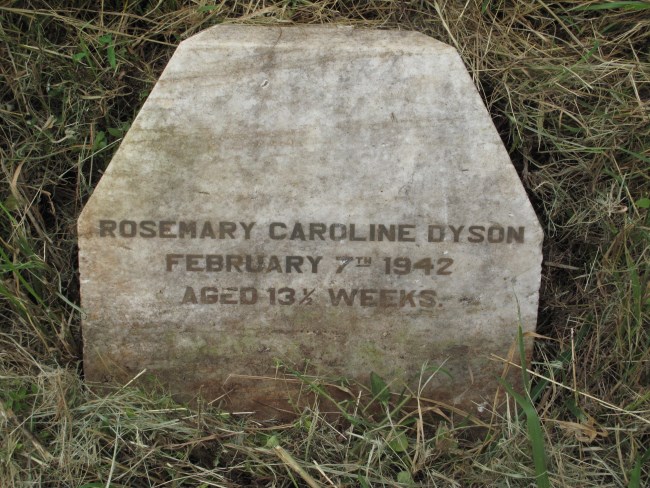 ROSEMARY CAROLINE DYSON
FEBRUARY 7TH 1942
AGED 13½ WEEKS.